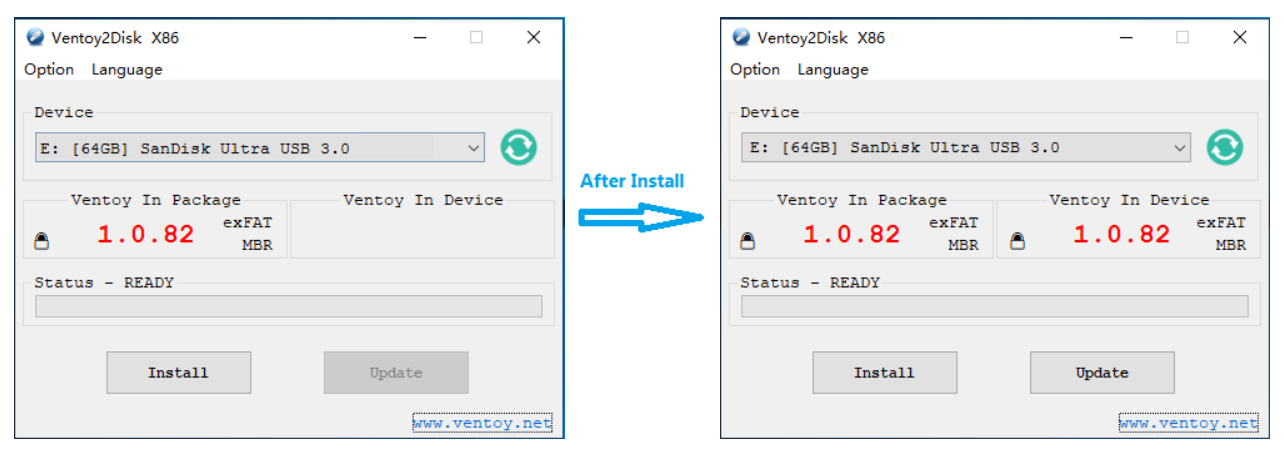 Ventoy2Disk X86
Option Language
Device
E: [64GB] SanDisk Ultra USB 3.0
Ventoy In Package
Ventoy In Device
1.0.82
exFAT
MBR
Status - READY
Install
Update
www.ventoy.net
After Install
Ventoy2Disk X86
Option Language
Device
E: [64GB] SanDisk Ultra USB 3.0
Ventoy In Package
Ventoy In Device
1.0.82
exFAT
MBR
1.0.82
exFAT
MBR
Status - READY
Install
Update
www.ventoy.net